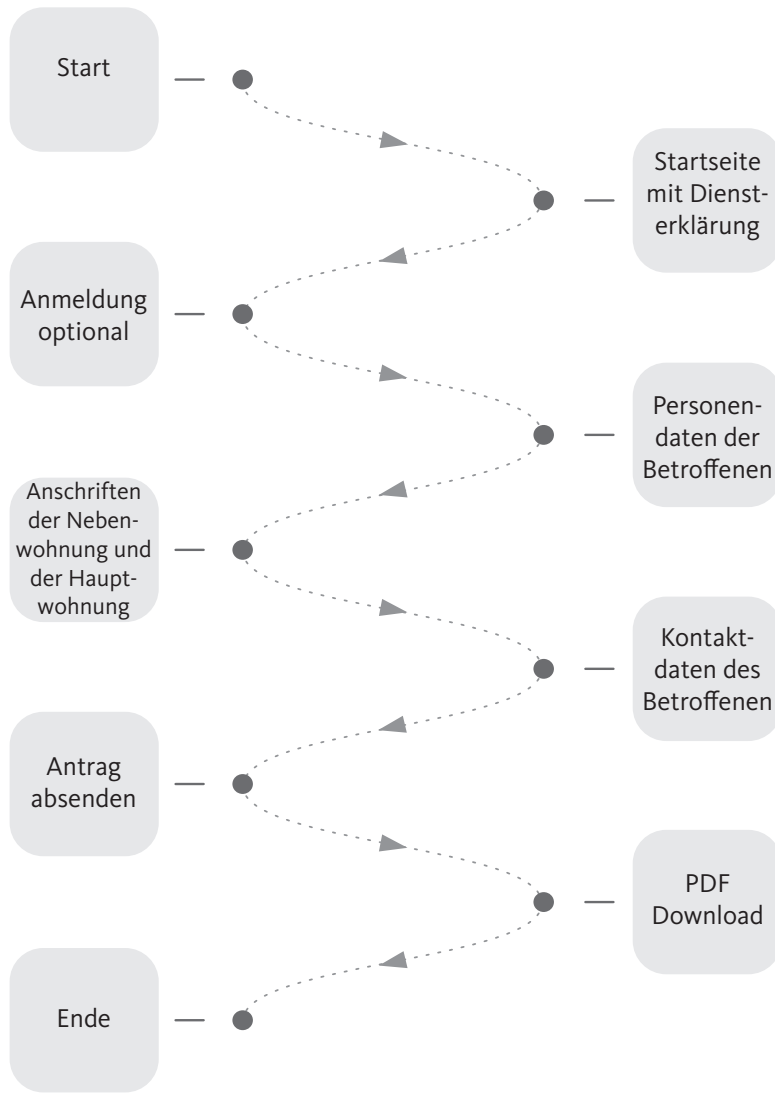 Start
Startseite
mit Dienst-
erklärung
Anmeldung
optional
Personen-
daten der
Betroffenen
Anschriften
der Neben-
wohnung und
der Haupt-
wohnung
Kontakt-
daten des
Betroffenen
Antrag
absenden
PDF
Download
Ende